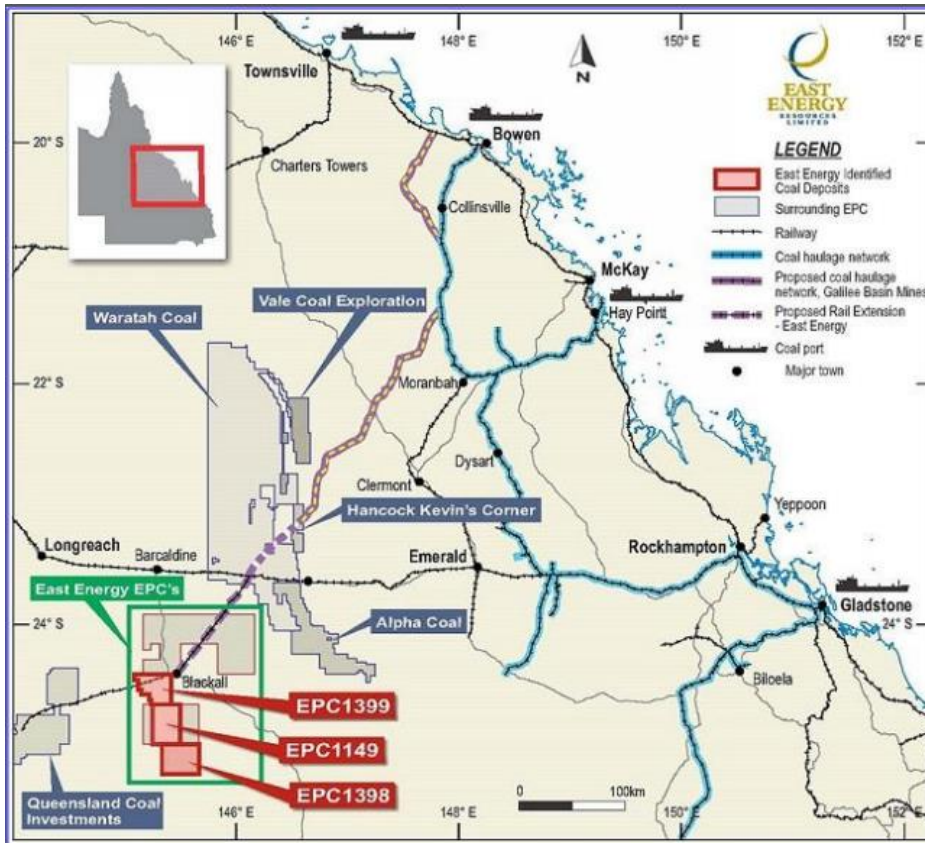 146° E
148° E
150° E
152° E
Townsville
N
EAST
ENERGY
RESOURCES
LIMITED
20° S
Bowen
Charters Towers
LEGEND
East Energy Identified
Coal Deposits
Surrounding EPC
Collinsville
Railway
Coal haulage network
McKay
Proposed coal haulage
network, Galilee Basin Mines
Vale Coal Exploration
Hay Point
Waratah Coal
Proposed Rail Extension
- East Energy
Coal port
22° S
Moranbah
Major town
Dysart
Clermont
Yeppoon
Hancock Kevin's Corner
Longreach
Barcaldine
Emerald
Rockhampton
East Energy EPC's
Gladstone
24° S
Alpha Coal
Blackall
Biloela
EPC1399
EPC1149
EPC1398
Queensland Coal
Investments
0
100km
146° E
148° E
150° E
152° E